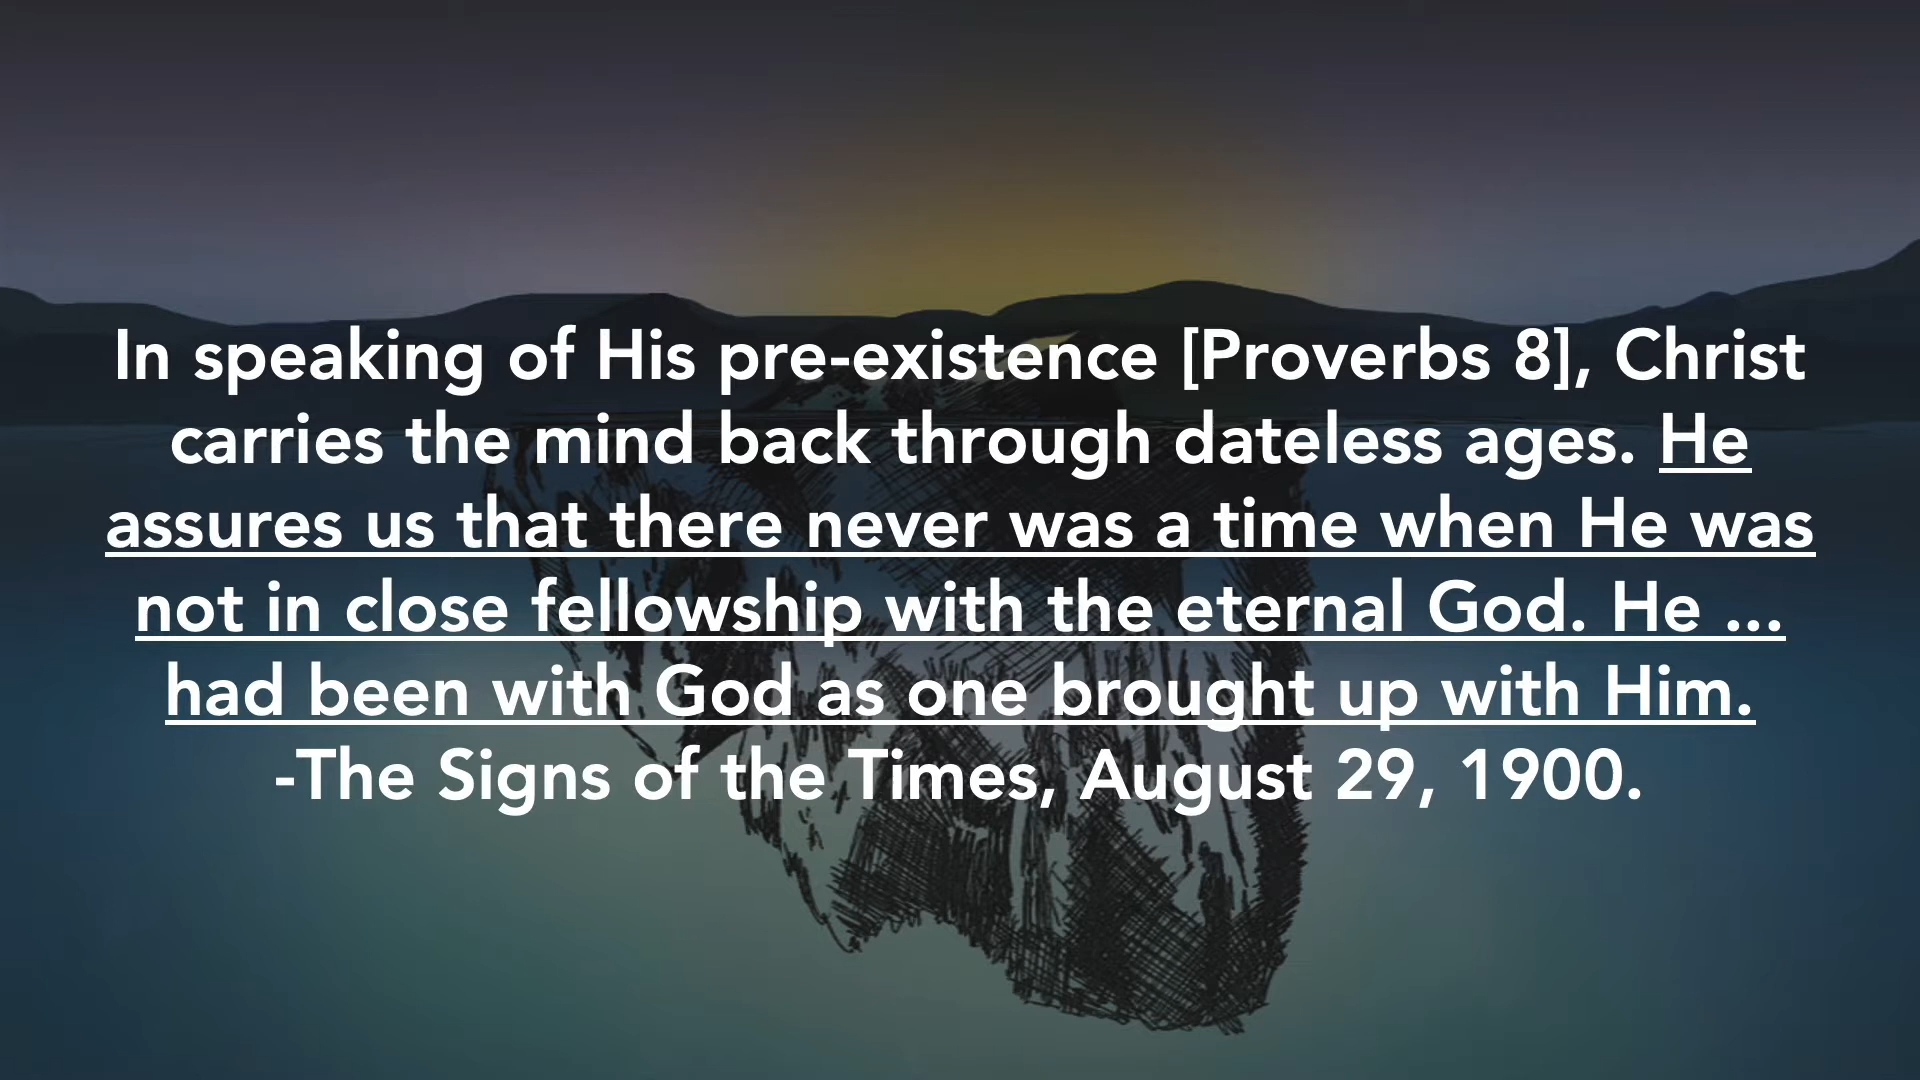 In speaking of His pre-existence [Proverbs 8], Christ
carries the mind back through dateless ages. He
assures us that there never was a time when He was
not in close fellowship with the eternal God. He ...
had been with God as one brought up with Him.
-The Signs of the Times, August 29, 1900.